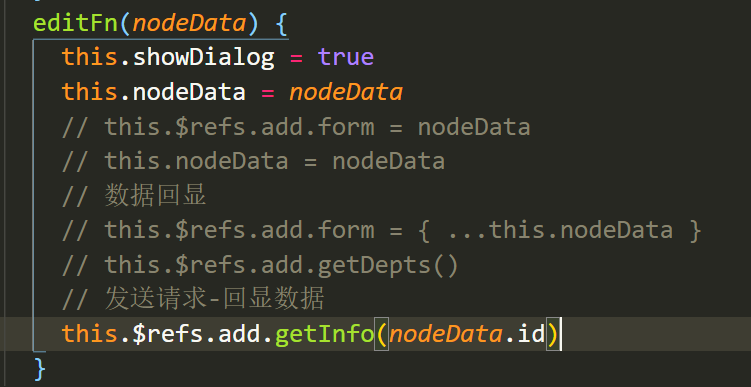 editFn(nodeData) {
this.showDialog = true
this.nodeData = nodeData
// this.$refs.add.form = nodeData
// this.nodeData = nodeData
// 数据回显
// this.$refs.add.form = { ...this.nodeData }
// this.$refs.add.getDepts()
// 发送请求-回显数据
this.$refs.add.getInfo(nodeData.id)
}